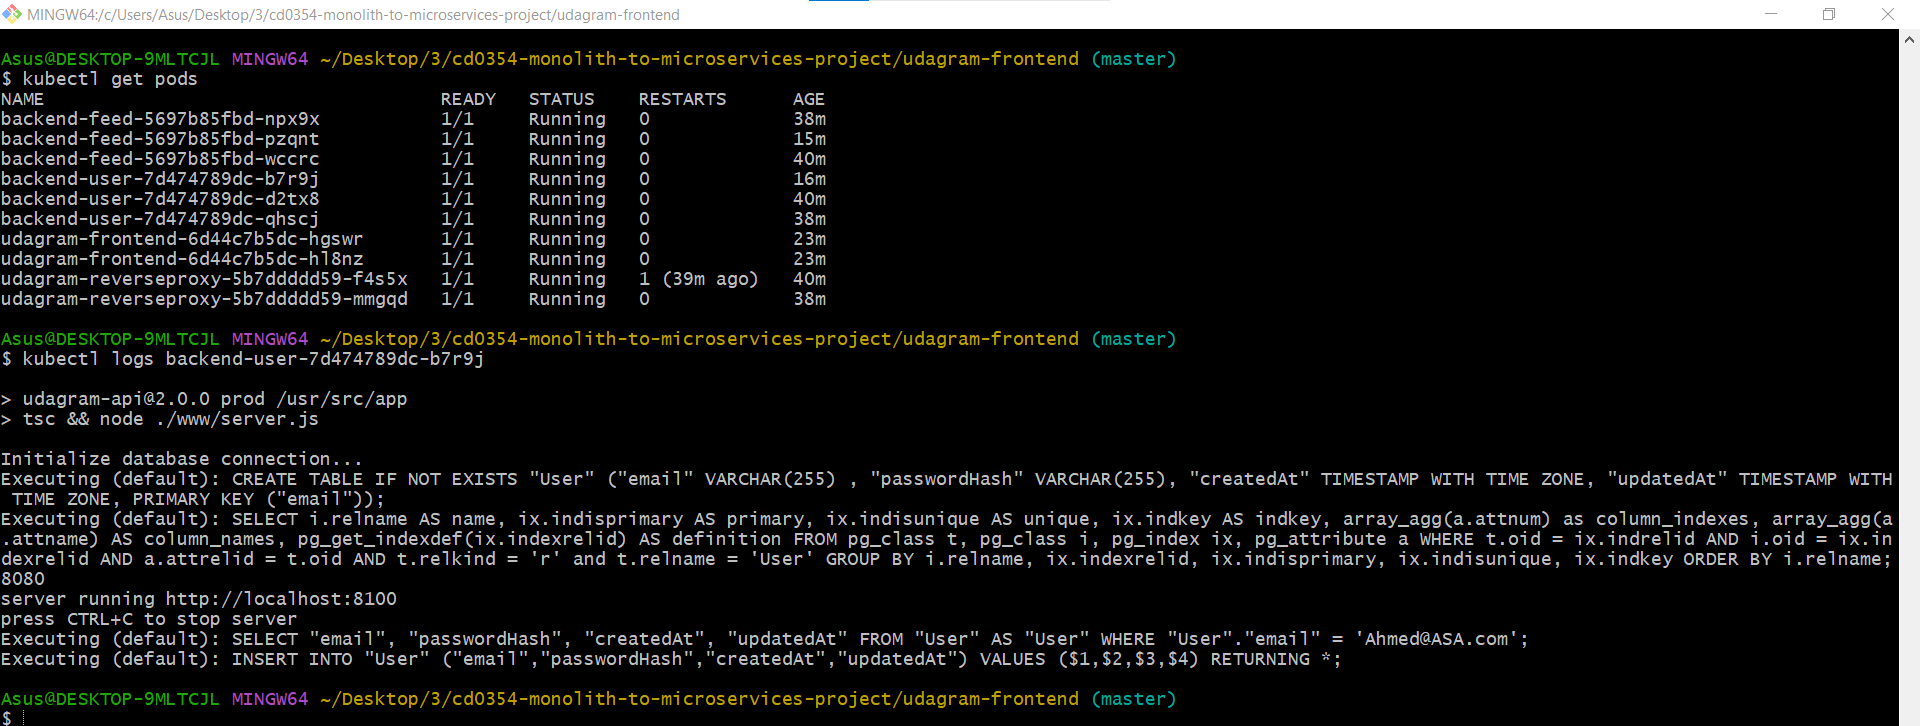 MINGW64:/c/Users/Asus/Desktop/3/cd0354-monolith-to-microservices-project/udagram-frontend
Asus@DESKTOP-9MLTCJL MINGW64 ~/Desktop/3/cd0354-monolith-to-microservices-project/udagram-frontend (master)
$ kubectl get pods
NAME READY STATUS RESTARTS AGE
backend-feed-5697b85fbd-npx9x 1/1 Running 0 38m
backend-feed-5697b85fbd-pzqnt 1/1 Running 0 15m
backend-feed-5697b85fbd-wccrc 1/1 Running 0 40m
backend-user-7d474789dc-b7r9j 1/1 Running 0 16m
backend-user-7d474789dc-d2tx8 1/1 Running 0 40m
backend-user-7d474789dc-qhscj 1/1 Running 0 38m
udagram-frontend-6d44c7b5dc-hgswr 1/1 Running 0 23m
udagram-frontend-6d44c7b5dc-hl8nz 1/1 Running 0 23m
udagram-reverseproxy-5b7ddddd59-f4s5x 1/1 Running 1 (39m ago) 40m
udagram-reverseproxy-5b7ddddd59-mmgqd 1/1 Running 0 38m
Asus@DESKTOP-9MLTCJL MINGW64 ~/Desktop/3/cd0354-monolith-to-microservices-project/udagram-frontend (master)
$ kubectl logs backend-user-7d474789dc-b7r9j
> udagram-api@2.0.0 prod /usr/src/app
> tsc && node ./www/server.js
Initialize database connection...
Executing (default): CREATE TABLE IF NOT EXISTS "User" ("email" VARCHAR(255) , "passwordHash" VARCHAR(255), "createdAt" TIMESTAMP WITH TIME ZONE, "updatedAt" TIMESTAMP WITH
TIME ZONE, PRIMARY KEY ("email"));
Executing (default): SELECT i.relname AS name, ix.indisprimary AS primary, ix.indisunique AS unique, ix.indkey AS indkey, array_agg(a.attnum) as column_indexes, array_agg(a
.attname) AS column_names, pg_get_indexdef(ix.indexrelid) AS definition FROM pg_class t, pg_class i, pg_index ix, pg_attribute a WHERE t.oid = ix.indrelid AND i.oid = ix.in
dexrelid AND a.attrelid = t.oid AND t.relkind = 'r' and t.relname = 'User' GROUP BY i.relname, ix.indexrelid, ix.indisprimary, ix.indisunique, ix.indkey ORDER BY i.relname;
8080
server running http://localhost:8100
press CTRL+C to stop server
Executing (default): SELECT "email", "passwordHash", "createdAt", "updatedAt" FROM "User" AS "User" WHERE "User"."email" = 'Ahmed@ASA.com';
Executing (default): INSERT INTO "User" ("email","passwordHash","createdAt","updatedAt") VALUES ($1,$2,$3,$4) RETURNING *;
Asus@DESKTOP-9MLTCJL MINGW64 ~/Desktop/3/cd0354-monolith-to-microservices-project/udagram-frontend (master)
$